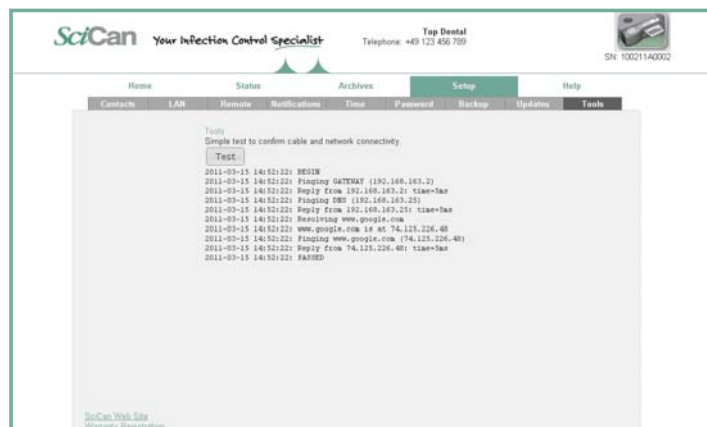 SciCan Your Infection Control Specialist
Top Dental
Telephone: +49 123 456 789
SN: 100211A0002
Home Status Archives Setup Help
Contacts LAN Remote Notifications Time Password Backup Updates Tools
Tools
Simple test to confirm cable and network connectivity.
Test
2011-03-15 14:52:22: BEGIN
2011-03-15 14:52:22: Pinging GATEWAY (192.168.163.2)
2011-03-15 14:52:22: Reply from 192.168.163.2: time=5ms
2011-03-15 14:52:22: Pinging DNS (192.168.163.25)
2011-03-15 14:52:22: Reply from 192.168.163.25: time=5ms
2011-03-15 14:52:22: Resolving www.google.com
2011-03-15 14:52:22: www.google.com is at 74.125.226.48
2011-03-15 14:52:22: Pinging www.google.com (74.125.226.48)
2011-03-15 14:52:22: Reply from 74.125.226.48: time=5ms
2011-03-15 14:52:22: PASSED
SciCan Web Site
Warranty Registration